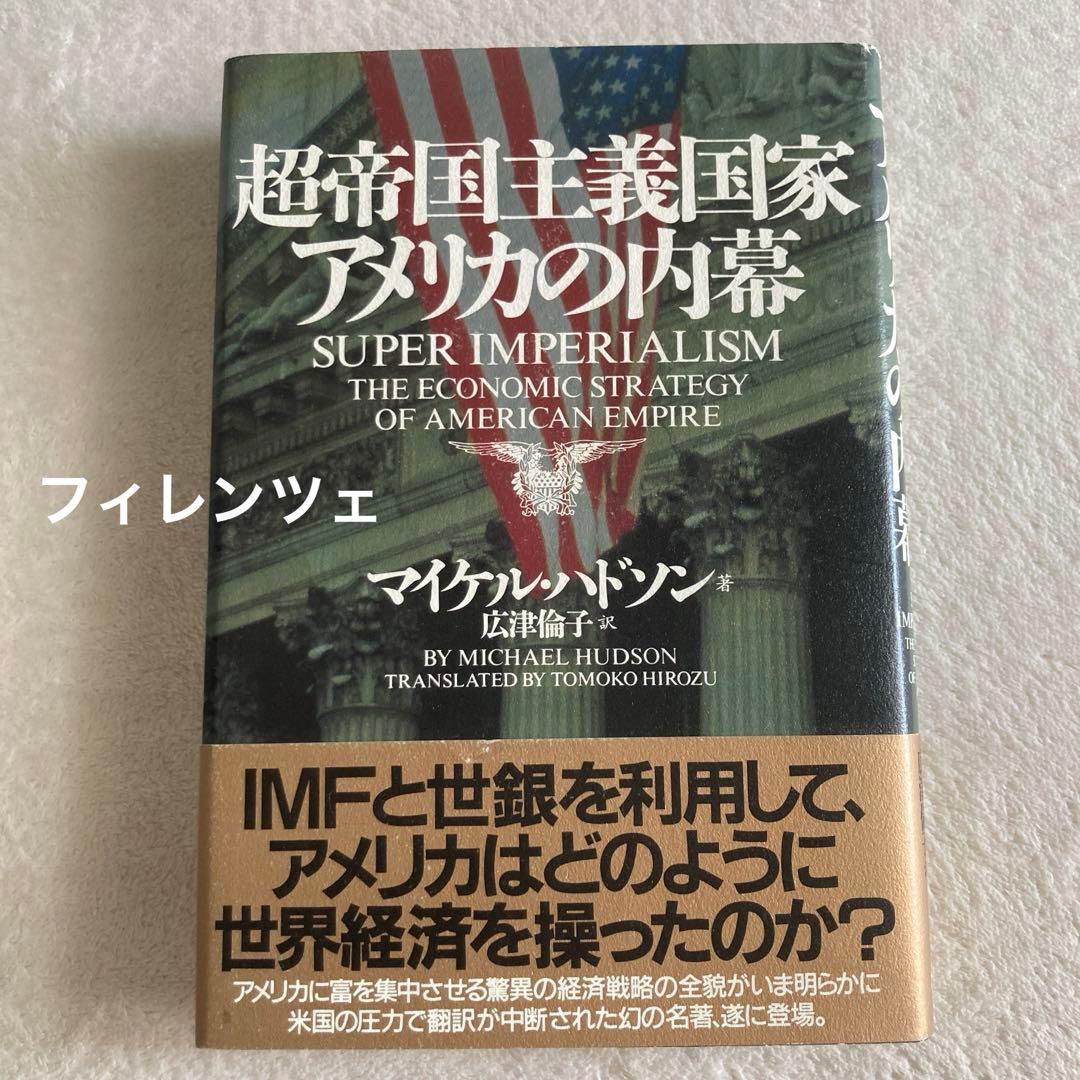 超帝国主義国家
アメリカの内幕
SUPER IMPERIALISM
THE ECONOMIC STRATEGY
OF AMERICAN EMPIRE
フィレンツェ
マイケル・ハドソン 著
広津倫子 訳
BY MICHAEL HUDSON
TRANSLATED BY TOMOKO HIROZU
IMFと世銀を利用して、
アメリカはどのように
世界経済を操ったのか?
アメリカに富を集中させる驚異の経済戦略の全貌がいま明らかに
米国の圧力で翻訳が中断された幻の名著、遂に登場。